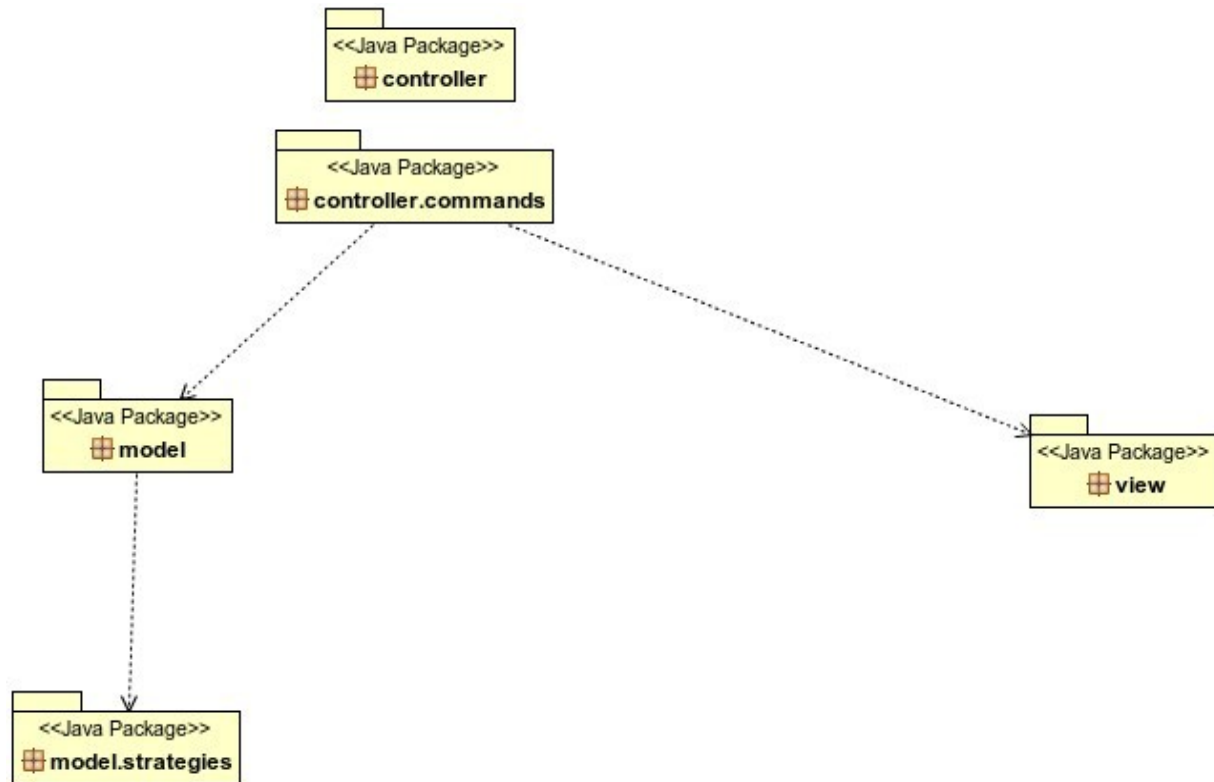 <<Java Package>>
controller
<<Java Package>>
controller.commands
<<Java Package>>
model
<<Java Package>>
view
<<Java Package>>
model.strategies